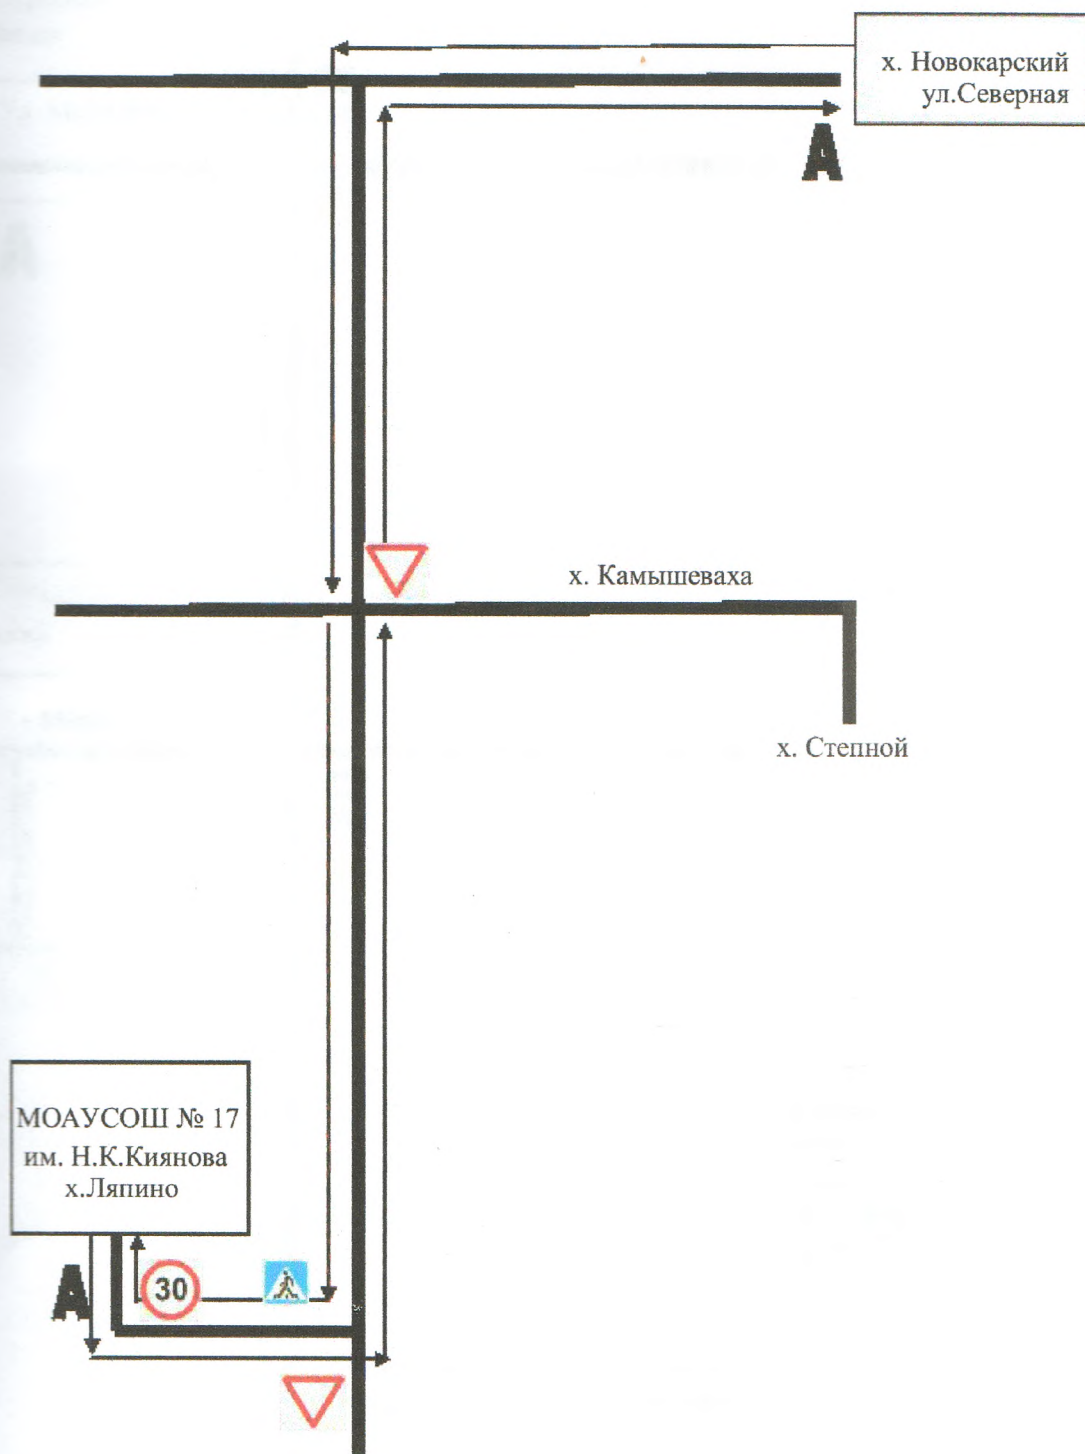 х. Новокарский
ул.Северная
А
х. Камышеваха
х. Степной
МОАУСОШ № 17
им. Н.К.Киянова
х.Ляпино
А
30